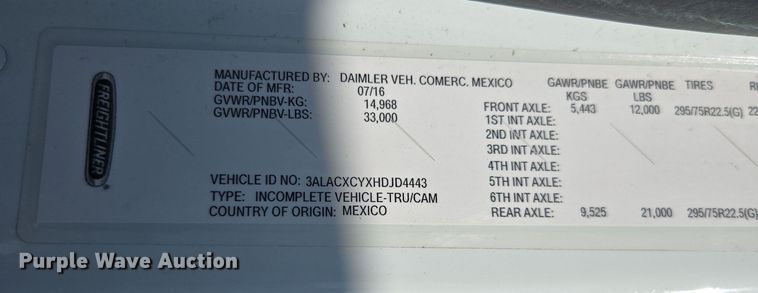 FREIGHTLINER
MANUFACTURED BY: DAIMLER VEH. COMERC. MEXICO
DATE OF MFR: 07/16
GVWR/PNBV-KG: 14,968
GVWR/PNBV-LBS: 33,000
VEHICLE ID NO: 3ALACXCYXHDJD4443
TYPE: INCOMPLETE VEHICLE-TRU/CAM
COUNTRY OF ORIGIN: MEXICO
GAWR/PNBE GAWR/PNBE TIRES
KGS LBS
FRONT AXLE: 5,443 12,000 295/75R22.5(G) 22
1ST INT AXLE:
2ND INT AXLE:
3RD INT AXLE:
4TH INT AXLE:
5TH INT AXLE:
6TH INT AXLE:
REAR AXLE: 9,525 21,000 295/75R22.5(G)
Purple Wave Auction